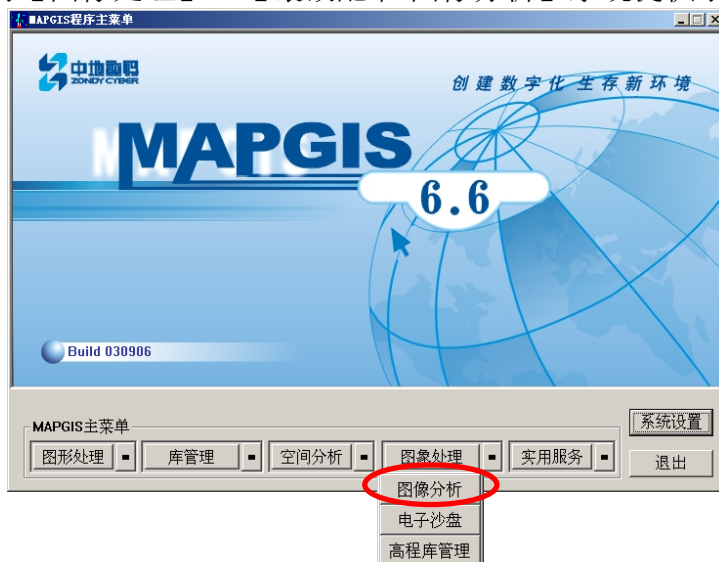 MAPGIS程序主菜单
中地数码
ZONDY CYBER
创建数字化生存新环境
MAPGIS
6.6
Build 030906
MAPGIS主菜单
系统设置
图形处理 库管理 空间分析 图象处理 实用服务
退出
图像分析
电子沙盘
高程库管理